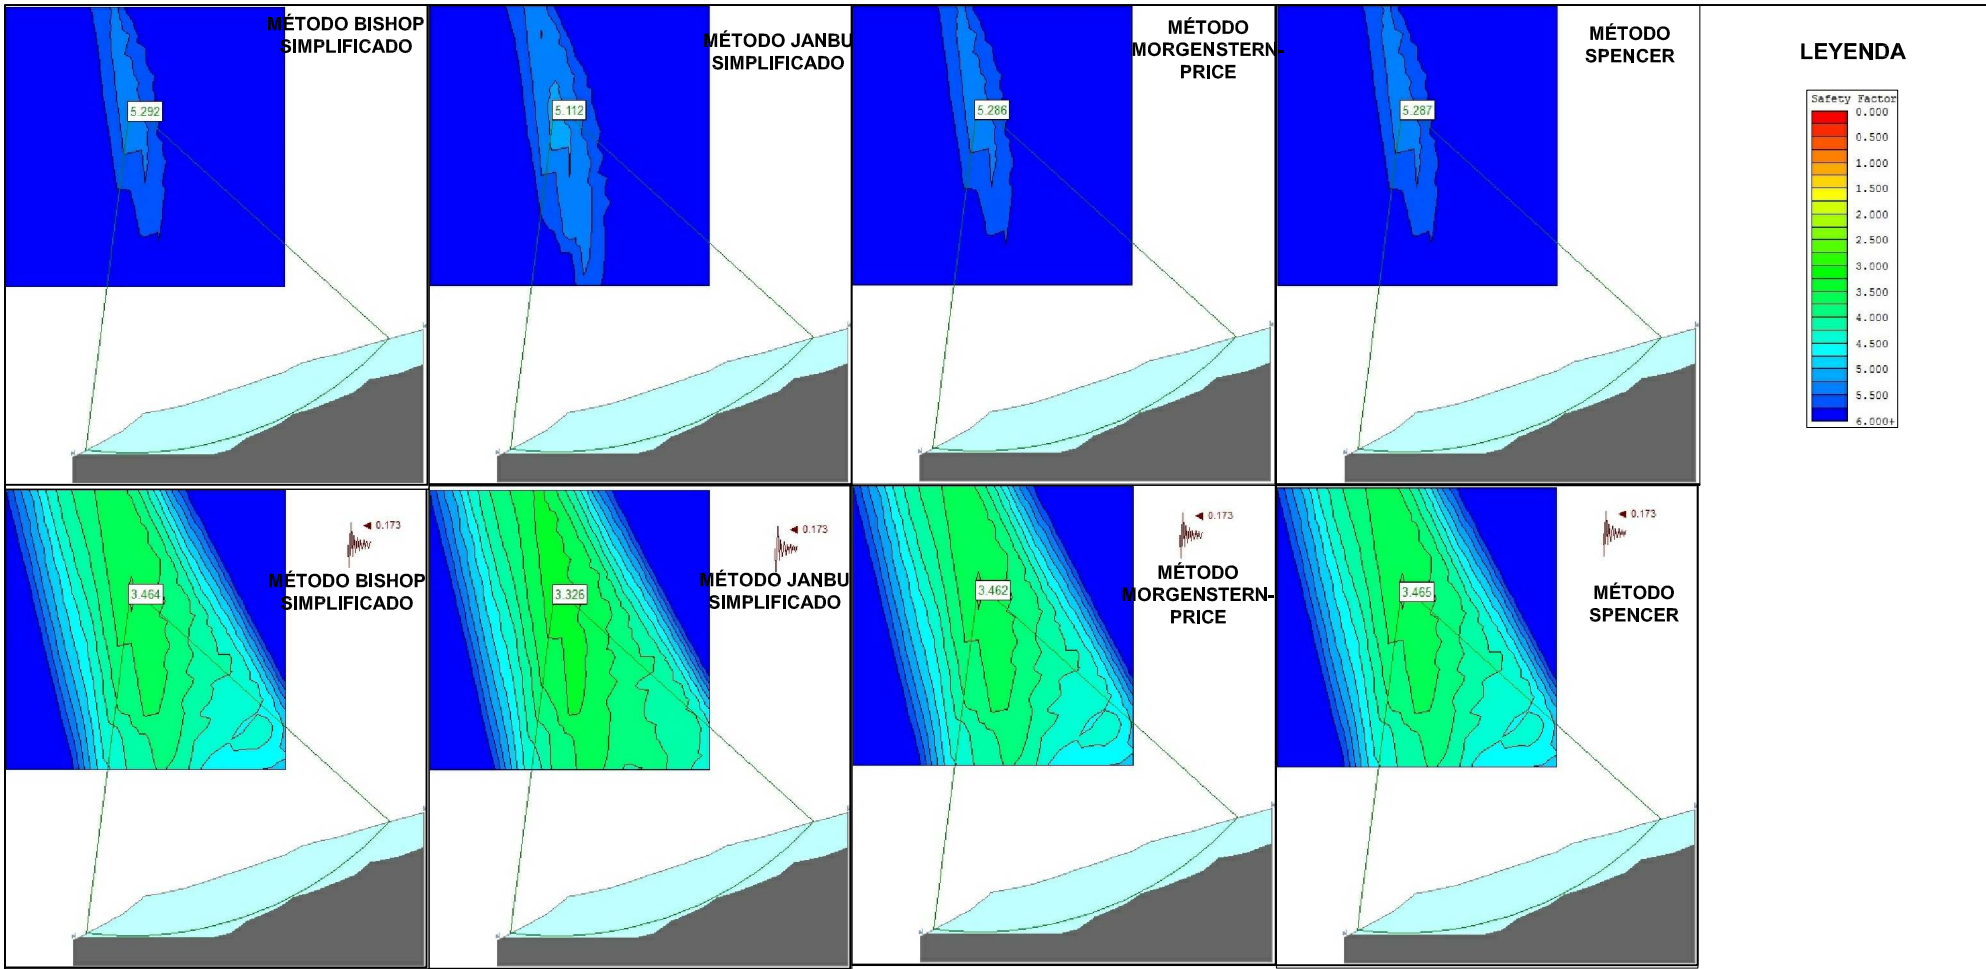 MÉTODO BISHOP
SIMPLIFICADO
5.292
MÉTODO JANBU
SIMPLIFICADO
5.112
MÉTODO
MORGENSTERN-
PRICE
5.286
MÉTODO
SPENCER
5.287
LEYENDA
Safety Factor
0.000
0.500
1.000
1.500
2.000
2.500
3.000
3.500
4.000
4.500
5.000
5.500
6.000+
0.173
MÉTODO BISHOP
SIMPLIFICADO
3.464
0.173
MÉTODO JANBU
SIMPLIFICADO
3.326
0.173
MÉTODO
MORGENSTERN-
PRICE
3.462
0.173
MÉTODO
SPENCER
3.465